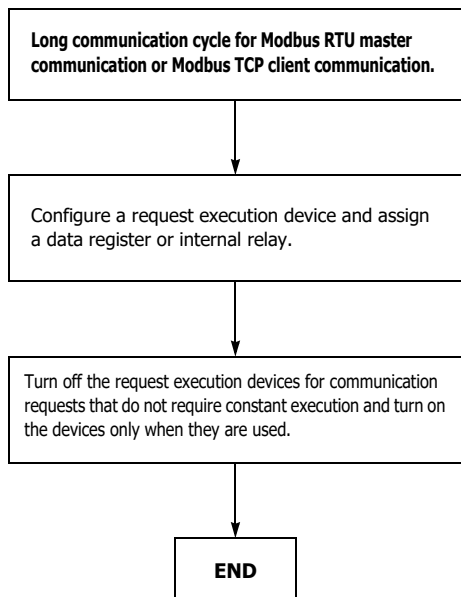 Long communication cycle for Modbus RTU master
communication or Modbus TCP client communication.
Configure a request execution device and assign
a data register or internal relay.
Turn off the request execution devices for communication
requests that do not require constant execution and turn on
the devices only when they are used.
END